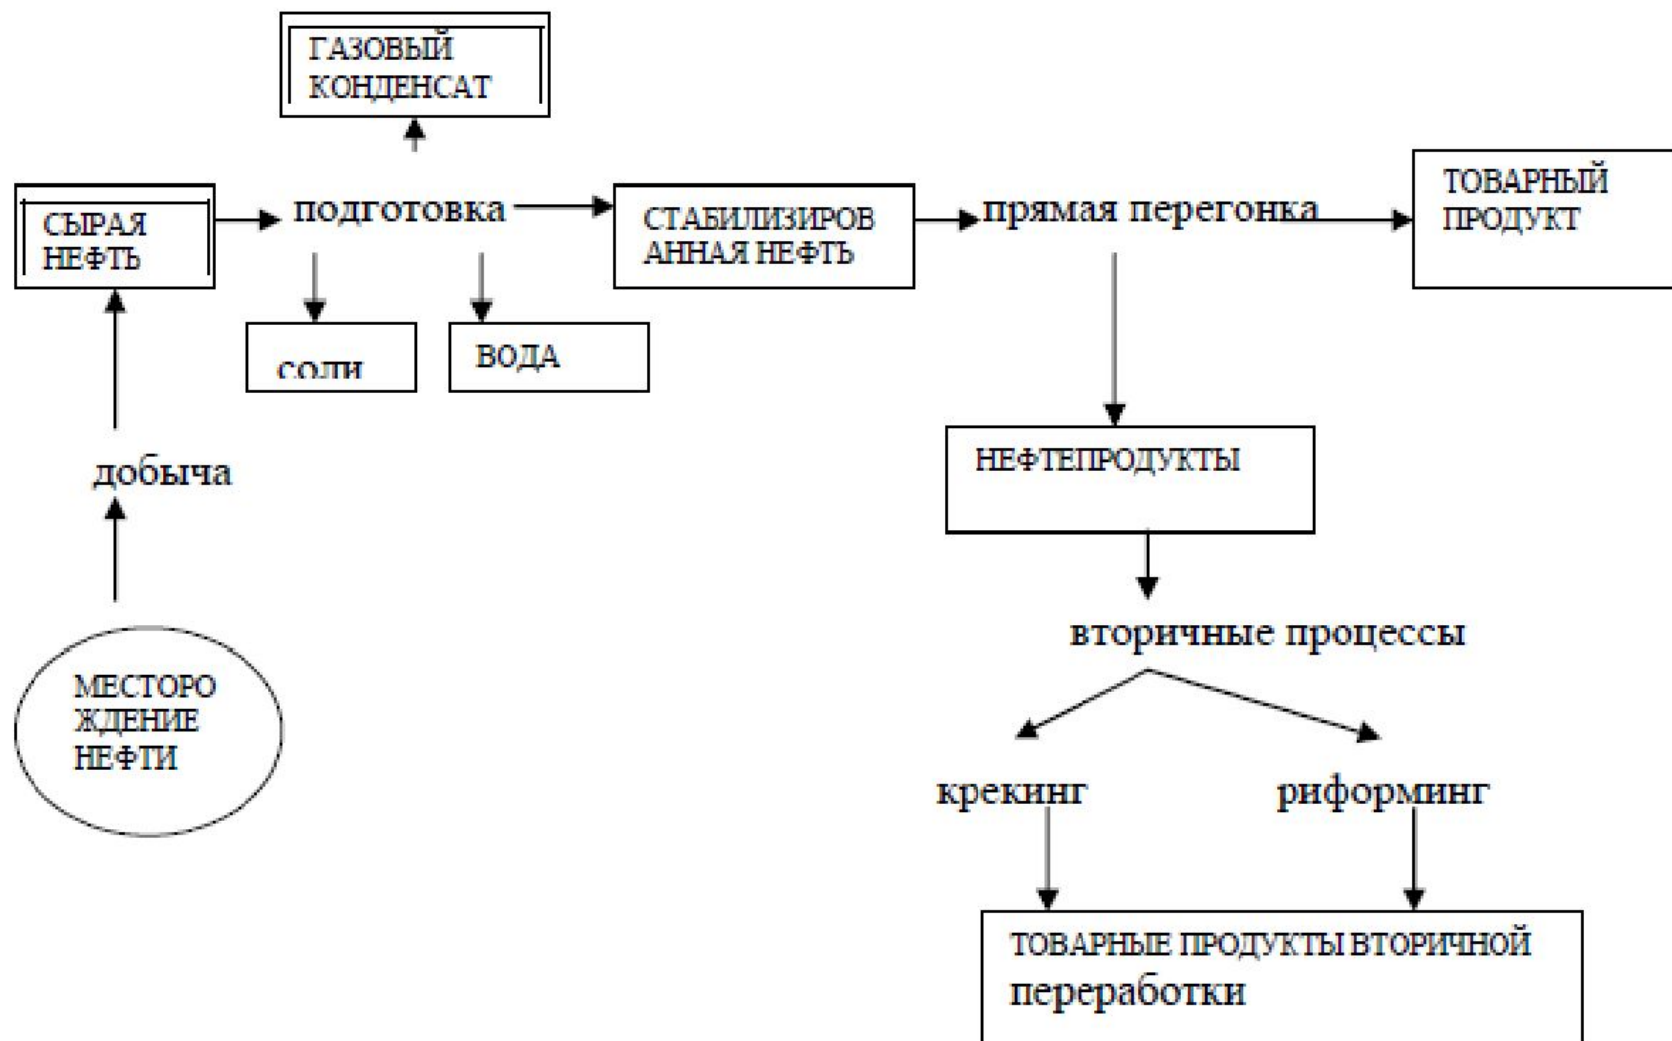 ГАЗОВЫЙ
КОНДЕНСАТ
СЫРАЯ
НЕФТЬ
подготовка
СТАБИЛИЗИРОВ
АННАЯ НЕФТЬ
прямая перегонка
ТОВАРНЫЙ
ПРОДУКТ
соли
ВОДА
добыча
НЕФТЕПРОДУКТЫ
вторичные процессы
МЕСТОРО
ЖДЕНИЕ
НЕФТИ
крекинг
риформинг
ТОВАРНЫЕ ПРОДУКТЫ ВТОРИЧНОЙ
переработки